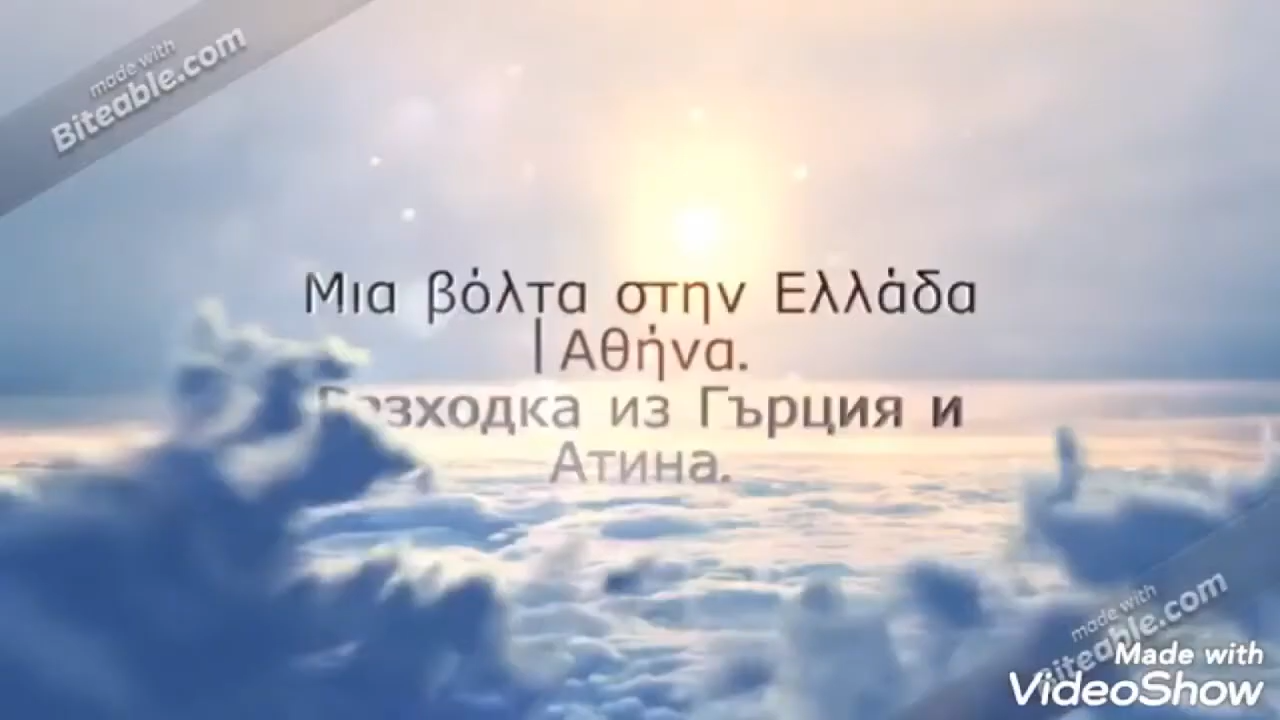 made with
Biteable.com
Μια βόλτα στην Ελλάδα
|Αθήνα.
Разходка из Гърция и
Атина.
made with
Biteable.com
Made with
VideoShow